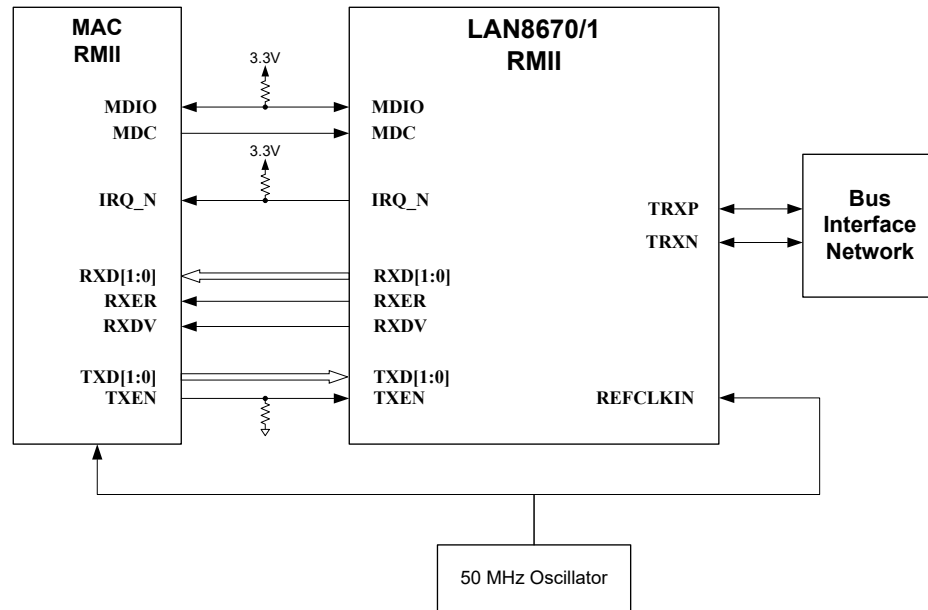 MAC
RMII
MDIO
MDC
IRQ_N
RXD[1:0]
RXER
RXDV
TXD[1:0]
TXEN
3.3V
3.3V
LAN8670/1
RMII
MDIO
MDC
IRQ_N
RXD[1:0]
RXER
RXDV
TXD[1:0]
TXEN
TRXP
TRXN
REFCLKIN
Bus
Interface
Network
50 MHz Oscillator